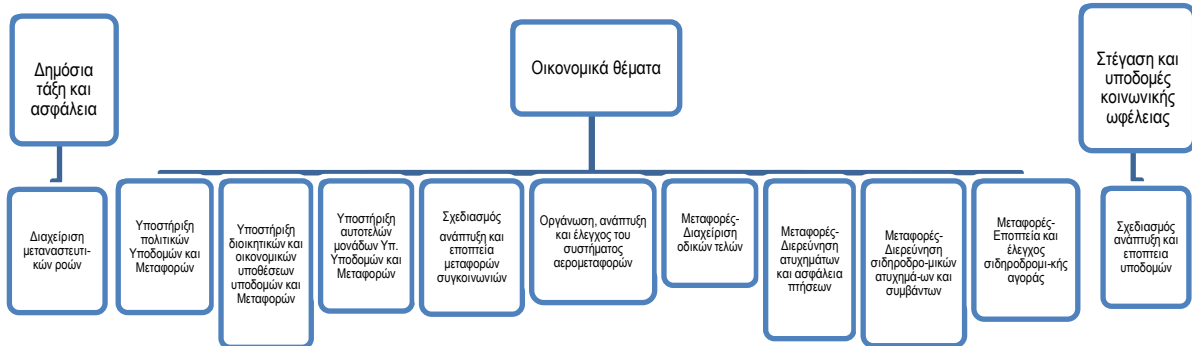 Δημόσια
τάξη και
ασφάλεια
Οικονομικά θέματα
Στέγαση και
υποδομές
κοινωνικής
ωφέλειας
Διαχείριση
μεταναστευτι-
κών ροών
Υποστήριξη
πολιτικών
Υποδομών και
Μεταφορών
Υποστήριξη
διοικητικών και
οικονομικών
υποθέσεων
υποδομών και
Μεταφορών
Υποστήριξη
αυτοτελών
μονάδων Υπ.
Υποδομών και
Μεταφορών
Σχεδιασμός
ανάπτυξη και
εποπτεία
μεταφορών
συγκοινωνιών
Οργάνωση, ανάπτυξη
και έλεγχος του
συστήματος
αερομεταφορών
Μεταφορές-
Διαχείριση
οδικών τελών
Μεταφορές-
Διερεύνηση
ατυχημάτων
και ασφάλεια
πτήσεων
Μεταφορές-
Διερεύνηση
σιδηροδρο-μικών
ατυχημά-ων και
συμβάντων
Μεταφορές-
Εποπτεία και
έλεγχος
σιδηροδρομι-κής
αγοράς
Σχεδιασμός
ανάπτυξη και
εποπτεια
υποδομών